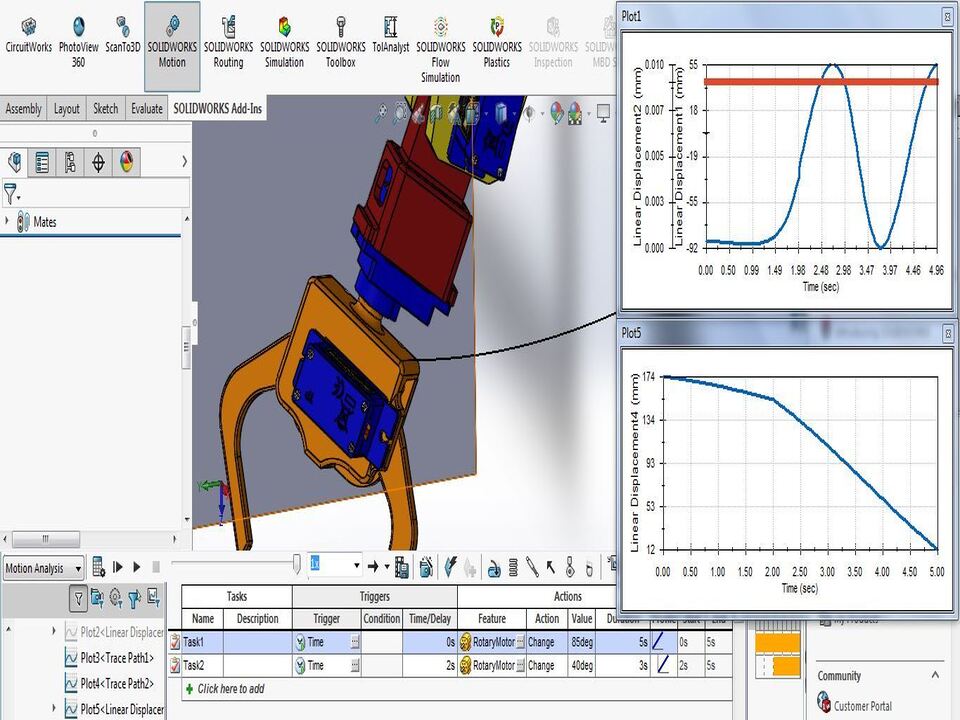 CircuitWorks PhotoView 360 ScanTo3D SOLIDWORKS Motion SOLIDWORKS Routing SOLIDWORKS Simulation SOLIDWORKS Toolbox TolAnalyst SOLIDWORKS Flow Simulation SOLIDWORKS Plastics SOLIDWORKS Inspection SOLIDW MBD S
Assembly Layout Sketch Evaluate SOLIDWORKS Add-Ins
Mates
Plot1
Linear Displacement2 (mm)
0.010
0.007
0.005
0.003
0.000
Linear Displacement1 (mm)
55
18
-19
-55
-92
0.00 0.50 0.99 1.49 1.98 2.48 2.98 3.47 3.97 4.46 4.96
Time (sec)
Plot5
Linear Displacement4 (mm)
174
134
93
53
12
0.00 0.50 1.00 1.50 2.00 2.50 3.00 3.50 4.00 4.50 5.00
Time (sec)
Motion Analysis
1x
Tasks Triggers Actions
Name Description Trigger Condition Time/Delay Feature Action Value
Task1 Time 0s RotaryMotor Change 85deg 5s 0s 5s
Task2 Time 2s RotaryMotor Change 40deg 3s 2s 5s
Click here to add
Plot2<Linear Displacer
Plot3<Trace Path1>
Plot4<Trace Path2>
Plot5<Linear Displacer
Community
Customer Portal